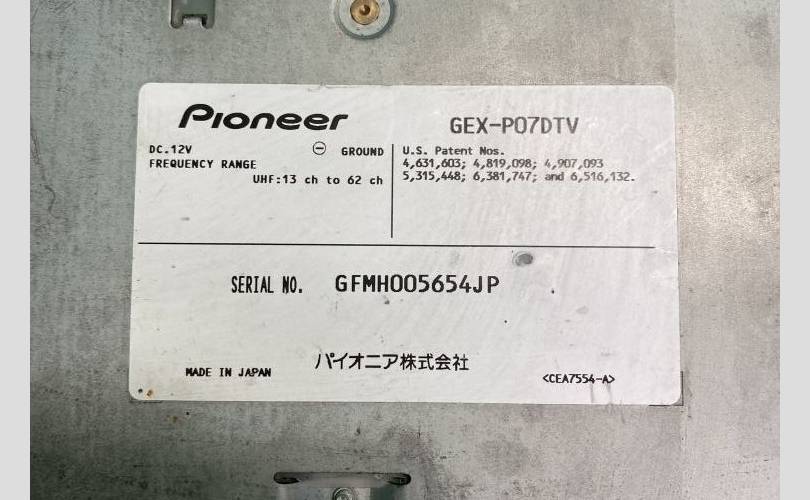 Pioneer
GEX-P07DTV
DC.12V ⊖ GROUND
FREQUENCY RANGE
UHF:13 ch to 62 ch
U.S. Patent Nos.
4,631,603; 4,819,098; 4,907,093
5,315,448; 6,381,747; and 6,516,132.
SERIAL NO. GFMH005654JP
パイオニア株式会社
MADE IN JAPAN
<CEA7554-A>